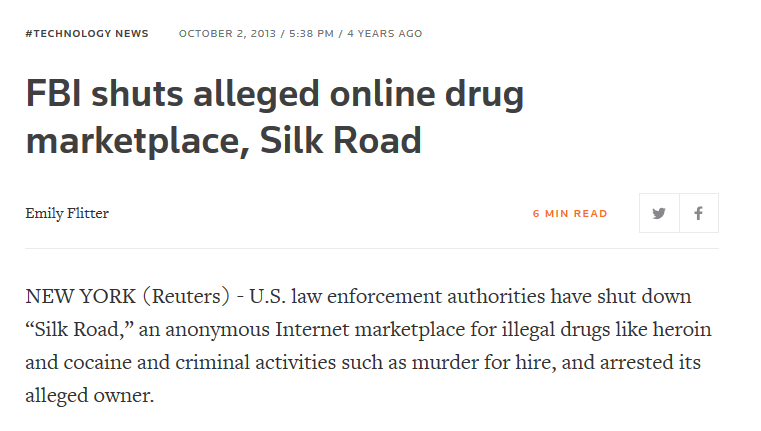 #TECHNOLOGY NEWS OCTOBER 2, 2013 / 5:38 PM / 4 YEARS AGO
FBI shuts alleged online drug
marketplace, Silk Road
Emily Flitter 6 MIN READ
NEW YORK (Reuters) - U.S. law enforcement authorities have shut down
“Silk Road,” an anonymous Internet marketplace for illegal drugs like heroin
and cocaine and criminal activities such as murder for hire, and arrested its
alleged owner.